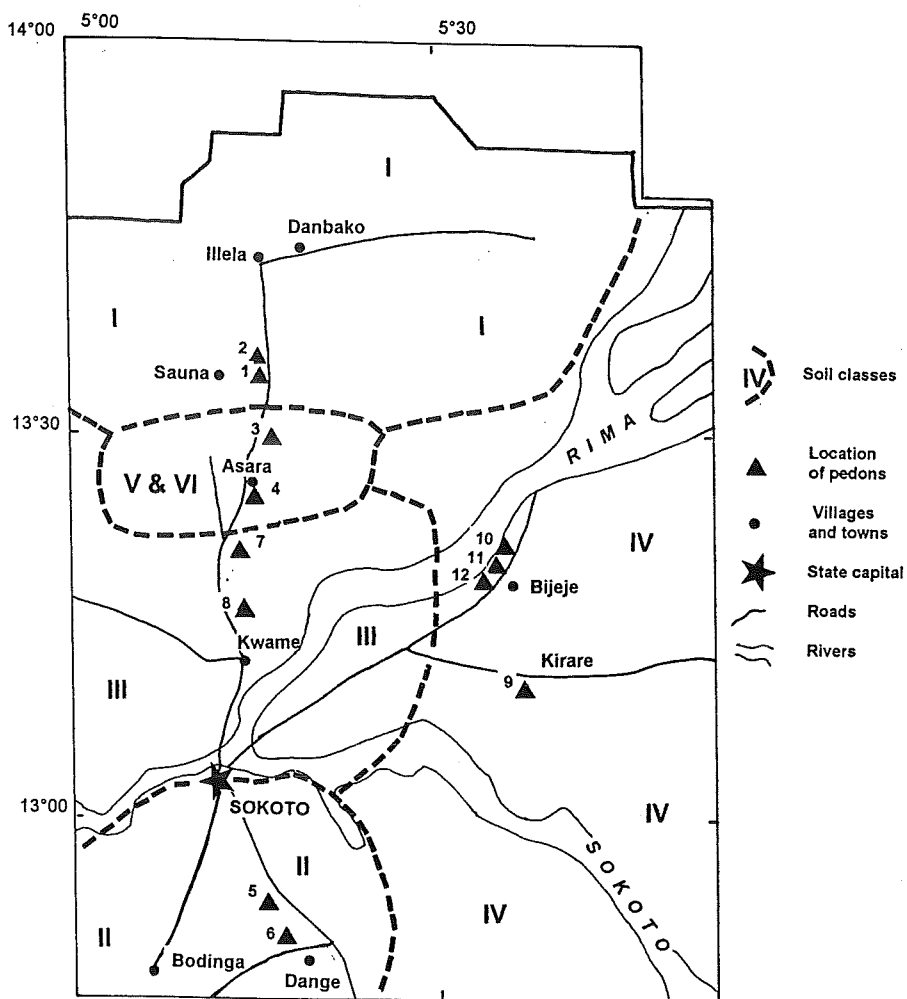 5°00
5°30
14°00
I
Danbako
Illela
I
I
2
Sauna
1
13°30
3
Asara
V & VI
4
7
8
Kwame
III
III
RIMA
IV
10
11
12
Bijeje
Kirare
9
13°00
SOKOTO
IV
SOKOTO
II
5
IV
II
6
Bodinga
Dange
IV
Soil classes
Location
of pedons
Villages
and towns
State capital
Roads
Rivers